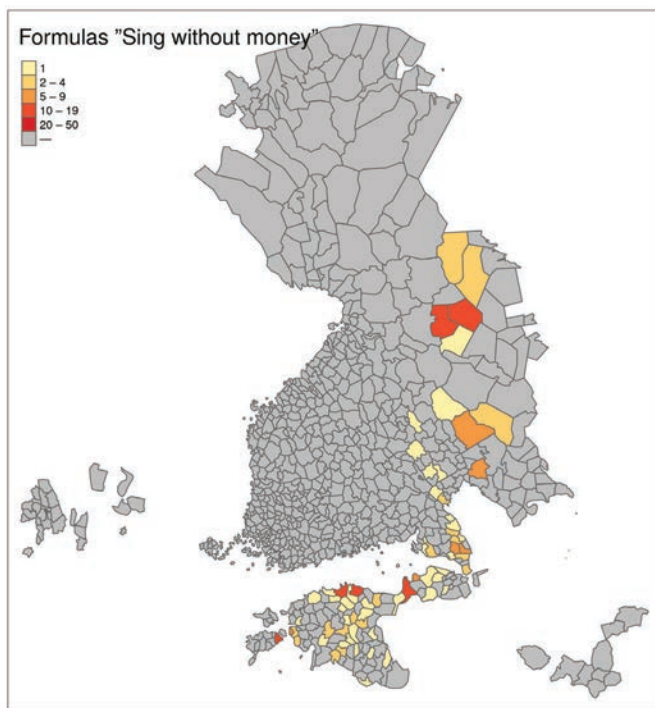 Formulas ”Sing without money”
1
2 – 4
5 – 9
10 – 19
20 – 50
—